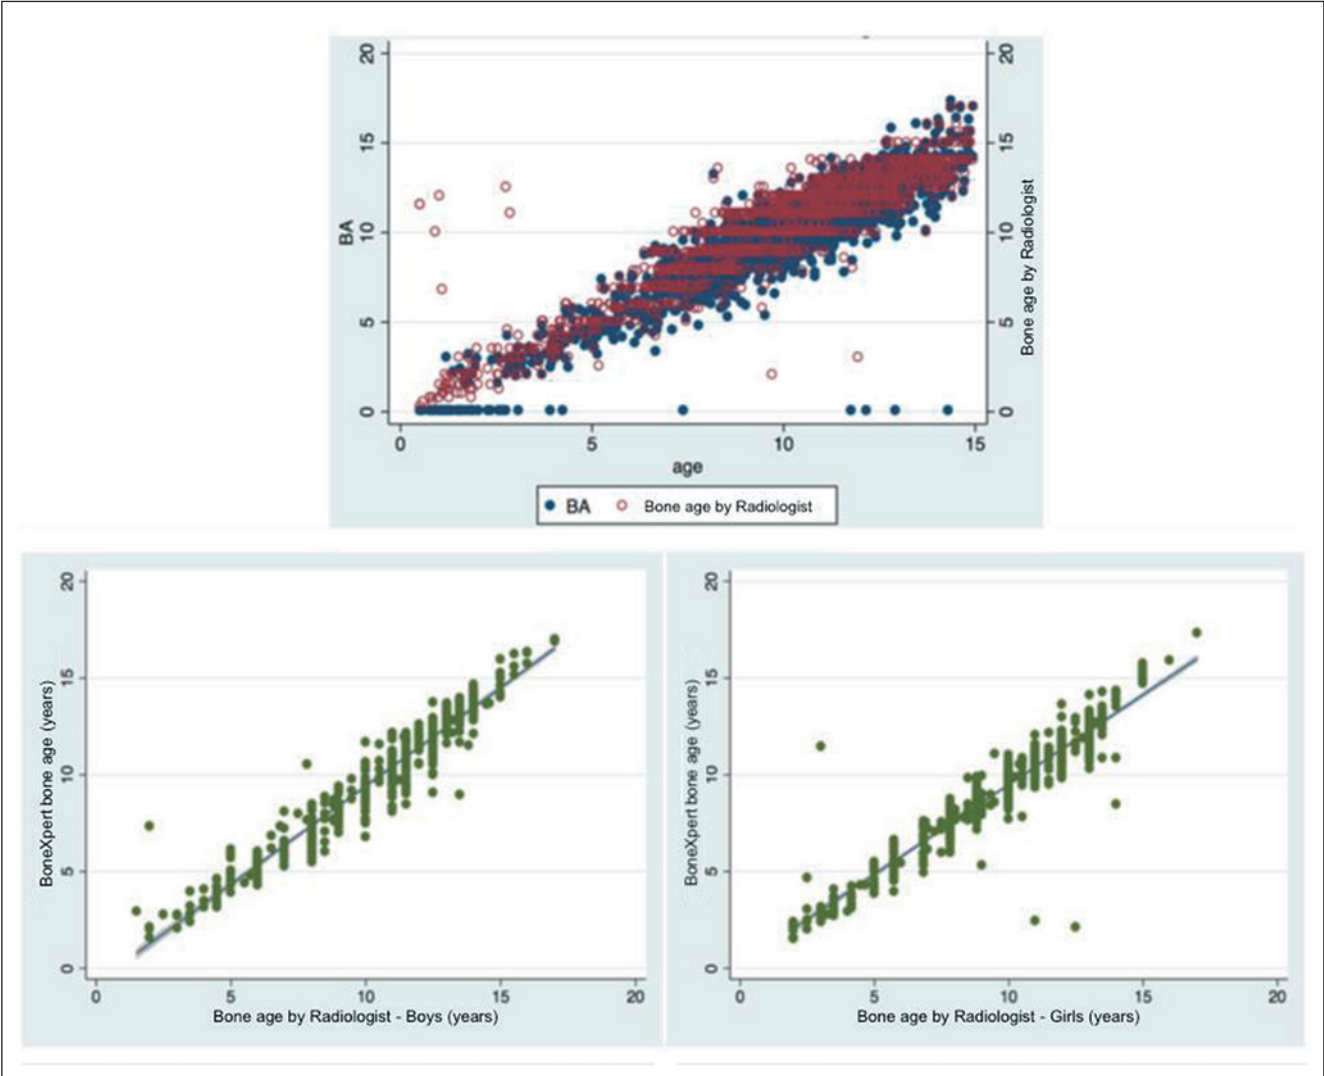 20
20
15
15
BA
10
10
Bone age by Radiologist
5
5
0
0
0 5 10 15
age
BA Bone age by Radiologist
20
15
10
5
0
BoneXpert bone age (years)
0 5 10 15 20
Bone age by Radiologist - Boys (years)
20
15
10
5
0
BoneXpert bone age (years)
0 5 10 15 20
Bone age by Radiologist - Girls (years)